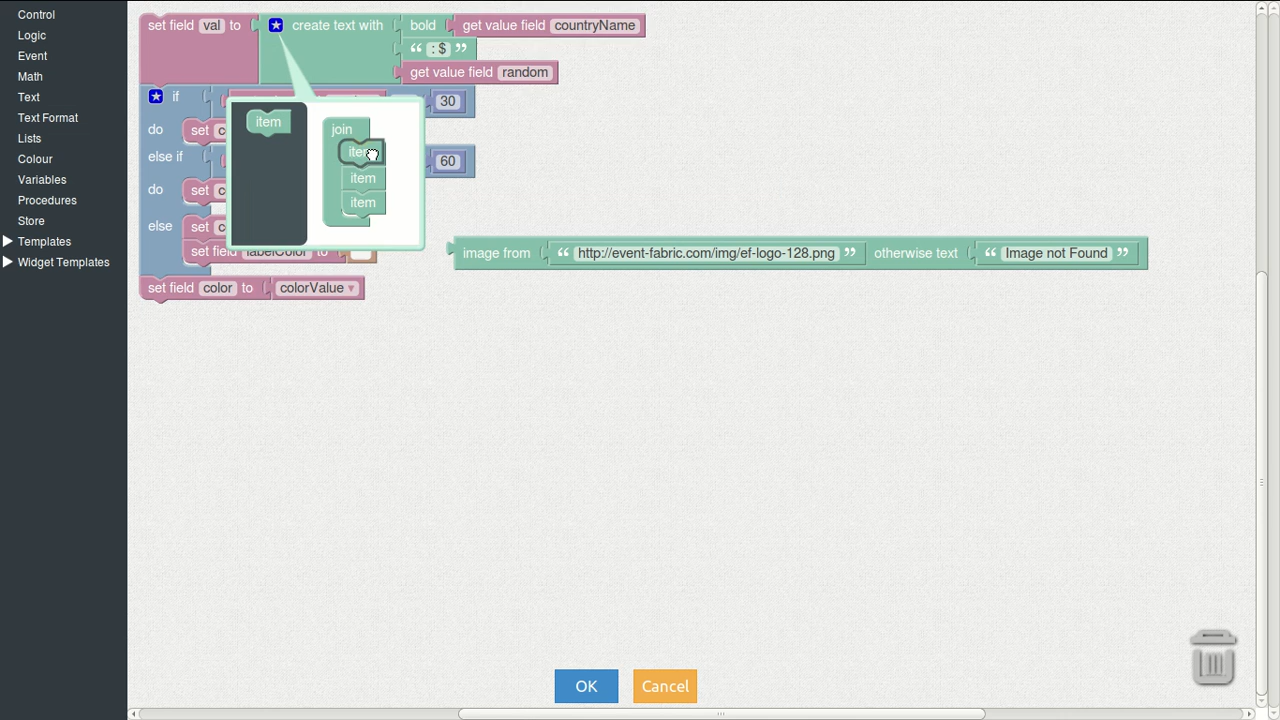 Control
Logic
Event
Math
Text
Text Format
Lists
Colour
Variables
Procedures
Store
Templates
Widget Templates
set field val to create text with bold get value field countryName
“ : $ ”
get value field random
if 30
do set
else if 60
do set
else set
set field labelColor to
set field color to colorValue
item
join
item
item
item
image from “ http://event-fabric.com/img/ef-logo-128.png ” otherwise text “ Image not Found ”
OK
Cancel